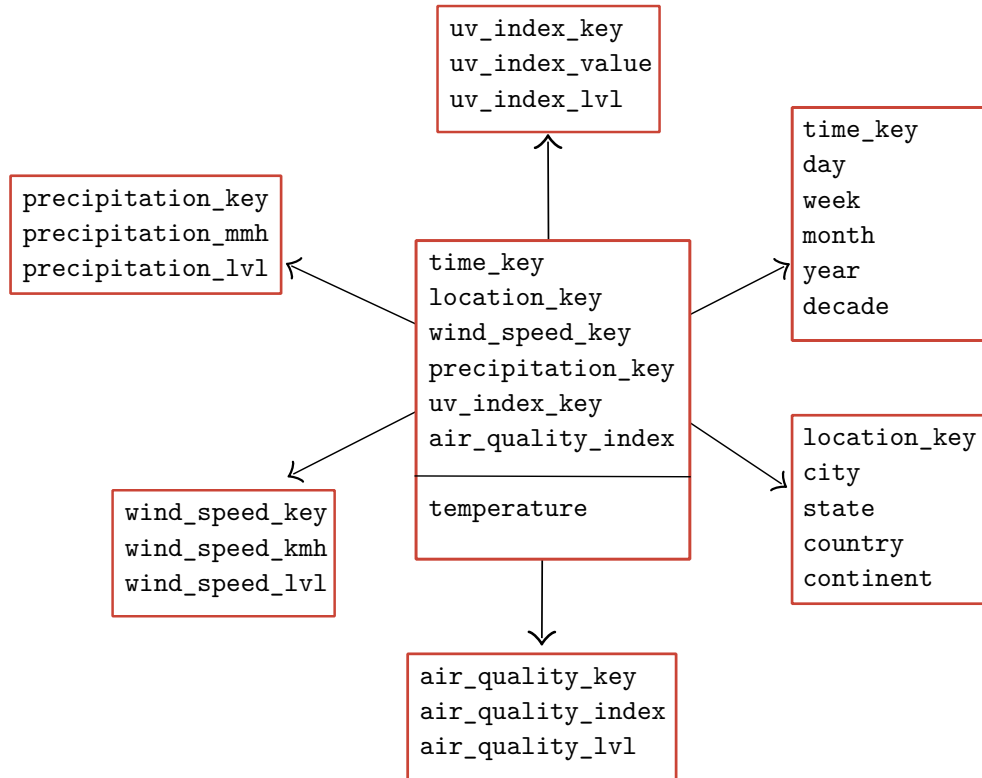 uv_index_key
uv_index_value
uv_index_lvl
time_key
day
week
month
year
decade
precipitation_key
precipitation_mmh
precipitation_lvl
time_key
location_key
wind_speed_key
precipitation_key
uv_index_key
air_quality_index
temperature
location_key
city
state
country
continent
wind_speed_key
wind_speed_kmh
wind_speed_lvl
air_quality_key
air_quality_index
air_quality_lvl